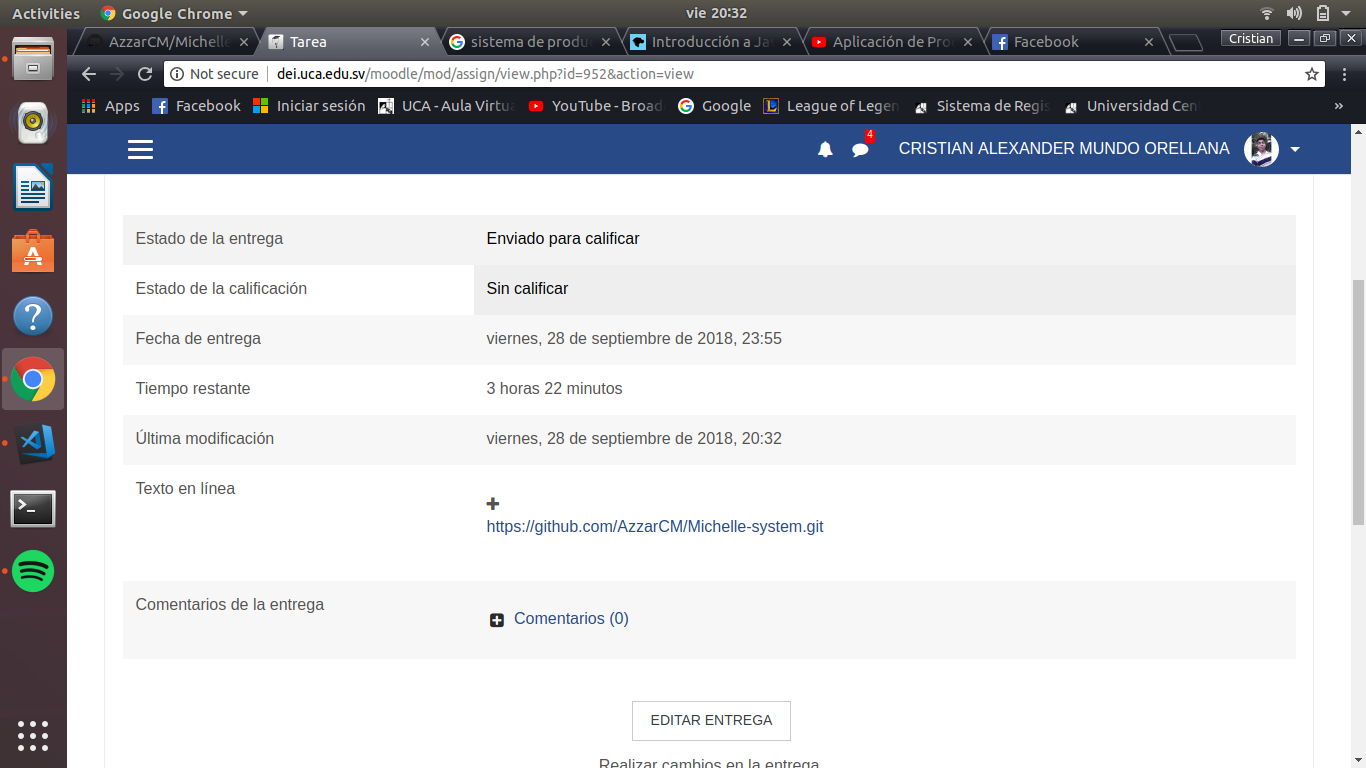 Activities Google Chrome vie 20:32
AzzarCM/Michelle Tarea sistema de produ Introducción a Ja Aplicación de Pro Facebook Cristian
Not secure dei.uca.edu.sv/moodle/mod/assign/view.php?id=952&action=view
Apps Facebook Iniciar sesión UCA - Aula Virtu YouTube - Broad Google League of Legen Sistema de Regis Universidad Cen »
4
CRISTIAN ALEXANDER MUNDO ORELLANA
Estado de la entrega Enviado para calificar
Estado de la calificación Sin calificar
Fecha de entrega viernes, 28 de septiembre de 2018, 23:55
Tiempo restante 3 horas 22 minutos
Última modificación viernes, 28 de septiembre de 2018, 20:32
Texto en línea
https://github.com/AzzarCM/Michelle-system.git
Comentarios de la entrega
Comentarios (0)
EDITAR ENTREGA
Realizar cambios en la entrega